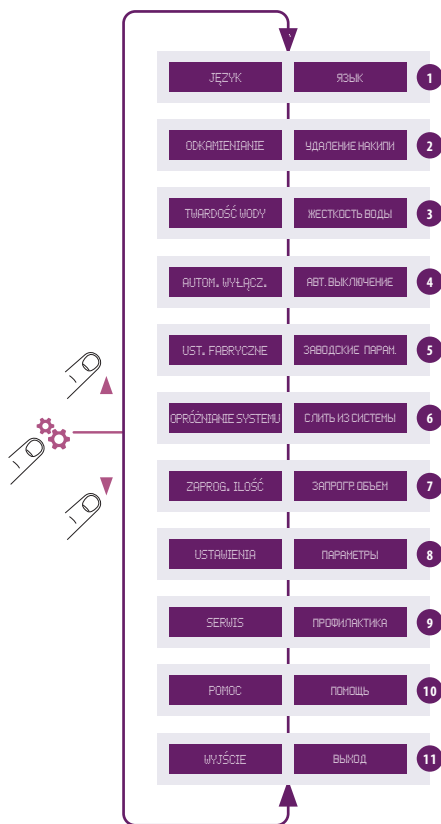 JĘZYK ЯЗЫК 1
ODKAMIENIANIE УДАЛЕНИЕ НАКИПИ 2
TWARDOŚĆ WODY ЖЕСТКОСТЬ ВОДЫ 3
AUTOM. WYŁĄCZ. АВТ. ВЫКЛЮЧЕНИЕ 4
UST. FABRYCZNE ЗАВОДСКИЕ ПАРАМ. 5
OPRÓŻNIANIE SYSTEMU СЛИТЬ ИЗ СИСТЕМЫ 6
ZAPROG. ILOŚĆ ЗАПРОГР. ОБЪЕМ 7
USTAWIENIA ПАРАМЕТРЫ 8
SERWIS ПРОФИЛАКТИКА 9
POMOC ПОМОЩЬ 10
WYJŚCIE ВЫХОД 11